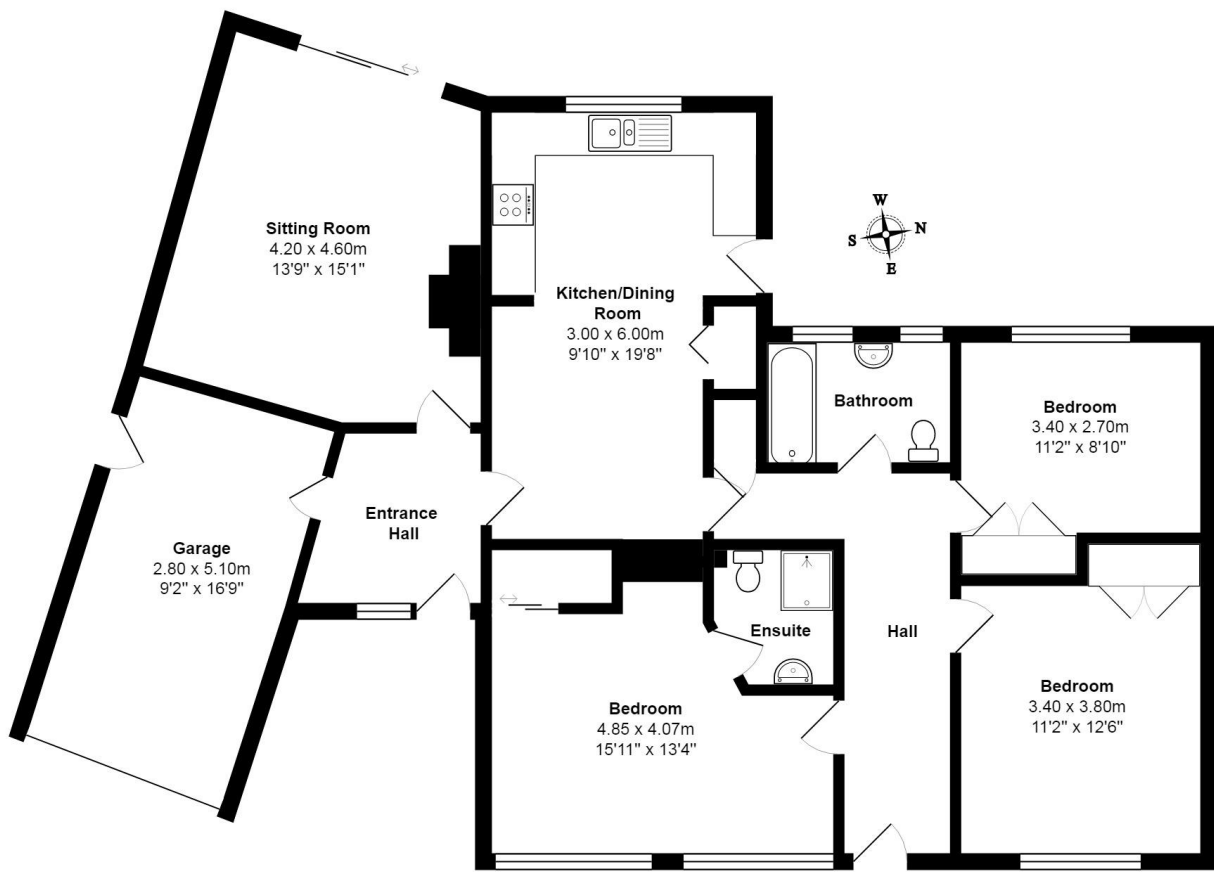 Sitting Room
4.20 x 4.60m
13'9" x 15'1"
Kitchen/Dining
Room
3.00 x 6.00m
9'10" x 19'8"
W
N
S
E
Bathroom
Bedroom
3.40 x 2.70m
11'2" x 8'10"
Entrance
Hall
Garage
2.80 x 5.10m
9'2" x 16'9"
Ensuite
Hall
Bedroom
4.85 x 4.07m
15'11" x 13'4"
Bedroom
3.40 x 3.80m
11'2" x 12'6"